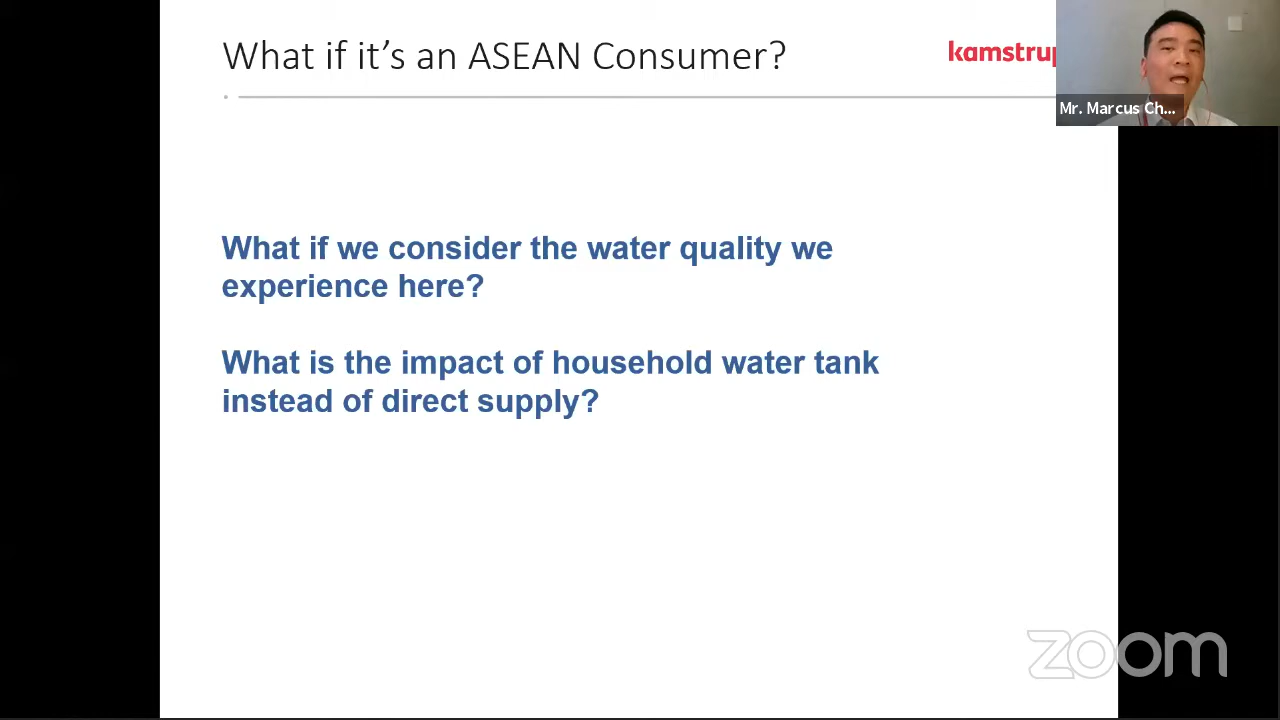 What if it’s an ASEAN Consumer?
kamstrup
Mr. Marcus Ch...
What if we consider the water quality we
experience here?
What is the impact of household water tank
instead of direct supply?
zoom